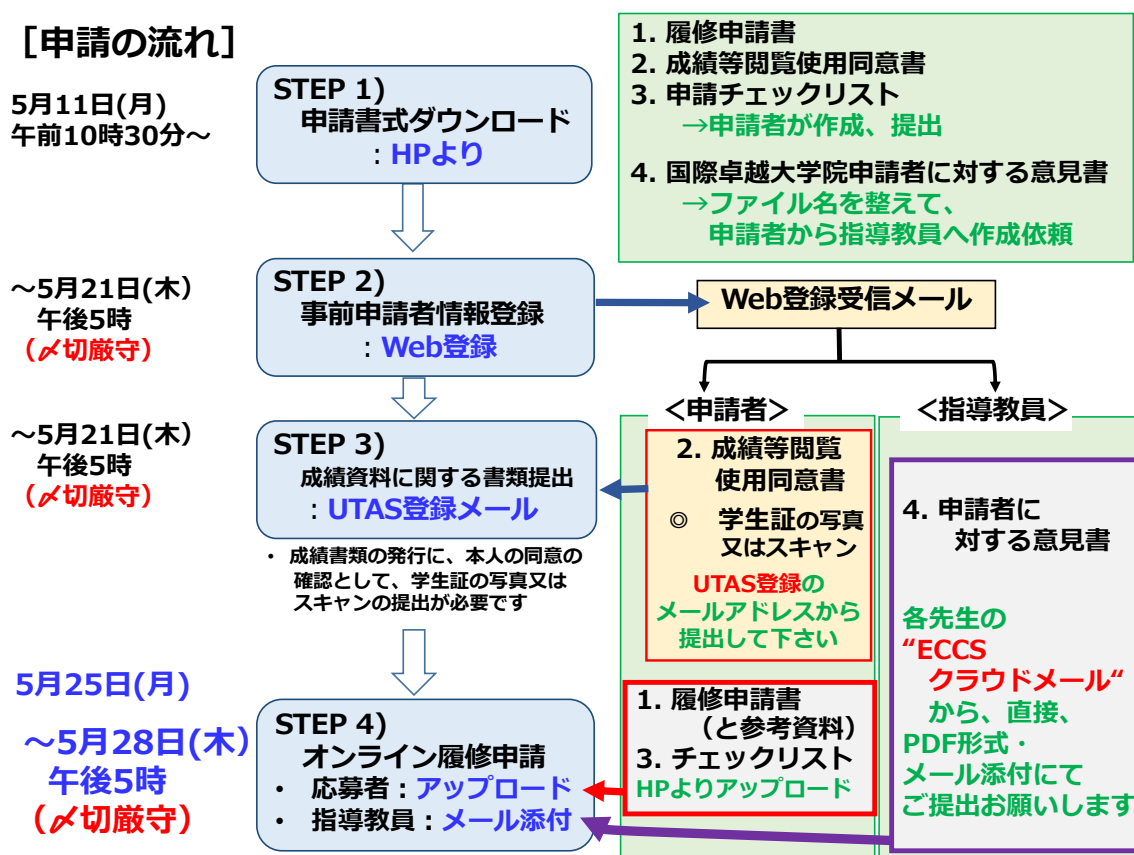 ［申請の流れ］
5月11日(月)
午前10時30分～
STEP 1)
申請書式ダウンロード
：HPより
1. 履修申請書
2. 成績等閲覧使用同意書
3. 申請チェックリスト
→申請者が作成、提出
4. 国際卓越大学院申請者に対する意見書
→ファイル名を整えて、
申請者から指導教員へ作成依頼
～5月21日(木）
午後5時
（〆切厳守）
STEP 2)
事前申請者情報登録
：Web登録
Web登録受信メール
＜申請者＞
＜指導教員＞
～5月21日(木）
午後5時
（〆切厳守）
STEP 3)
成績資料に関する書類提出
：UTAS登録メール
・ 成績書類の発行に、本人の同意の
確認として、学生証の写真又は
スキャンの提出が必要です
2. 成績等閲覧
使用同意書
◎ 学生証の写真
又はスキャン
UTAS登録の
メールアドレスから
提出して下さい
4. 申請者に
対する意見書
各先生の
“ECCS
クラウドメール“
から、直接、
PDF形式・
メール添付にて
ご提出お願いします
5月25日(月)
～5月28日(木）
午後5時
（〆切厳守）
STEP 4)
オンライン履修申請
• 応募者：アップロード
• 指導教員：メール添付
1. 履修申請書
（と参考資料）
3. チェックリスト
HPよりアップロード